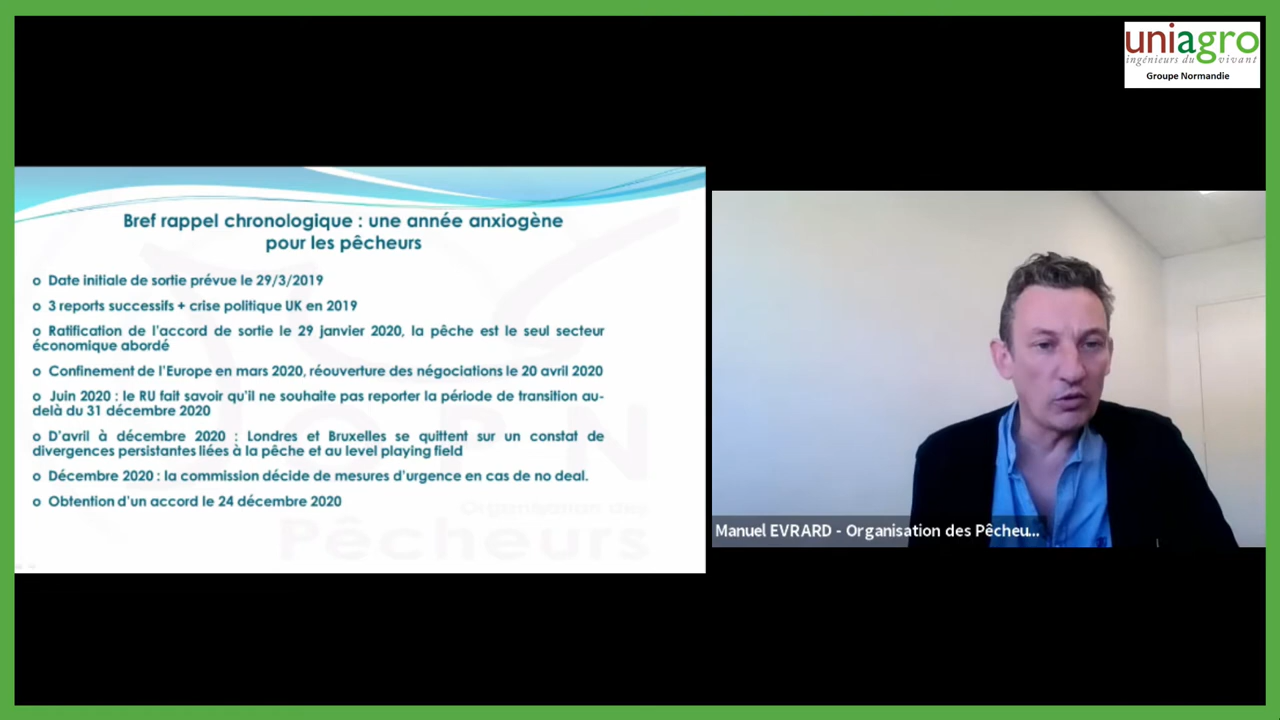 uniagro
ingénieurs du vivant
Groupe Normandie
Bref rappel chronologique : une année anxiogène
pour les pêcheurs
o Date initiale de sortie prévue le 29/3/2019
o 3 reports successifs + crise politique UK en 2019
o Ratification de l'accord de sortie le 29 janvier 2020, la pêche est le seul secteur
économique abordé
o Confinement de l'Europe en mars 2020, réouverture des négociations le 20 avril 2020
o Juin 2020 : le RU fait savoir qu'il ne souhaite pas reporter la période de transition au-
delà du 31 décembre 2020
o D'avril à décembre 2020 : Londres et Bruxelles se quittent sur un constat de
divergences persistantes liées à la pêche et au level playing field
o Décembre 2020 : la commission décide de mesures d'urgence en cas de no deal.
o Obtention d'un accord le 24 décembre 2020
OPN
Organisation des
Pêcheurs
Manuel EVRARD - Organisation des Pêcheu...